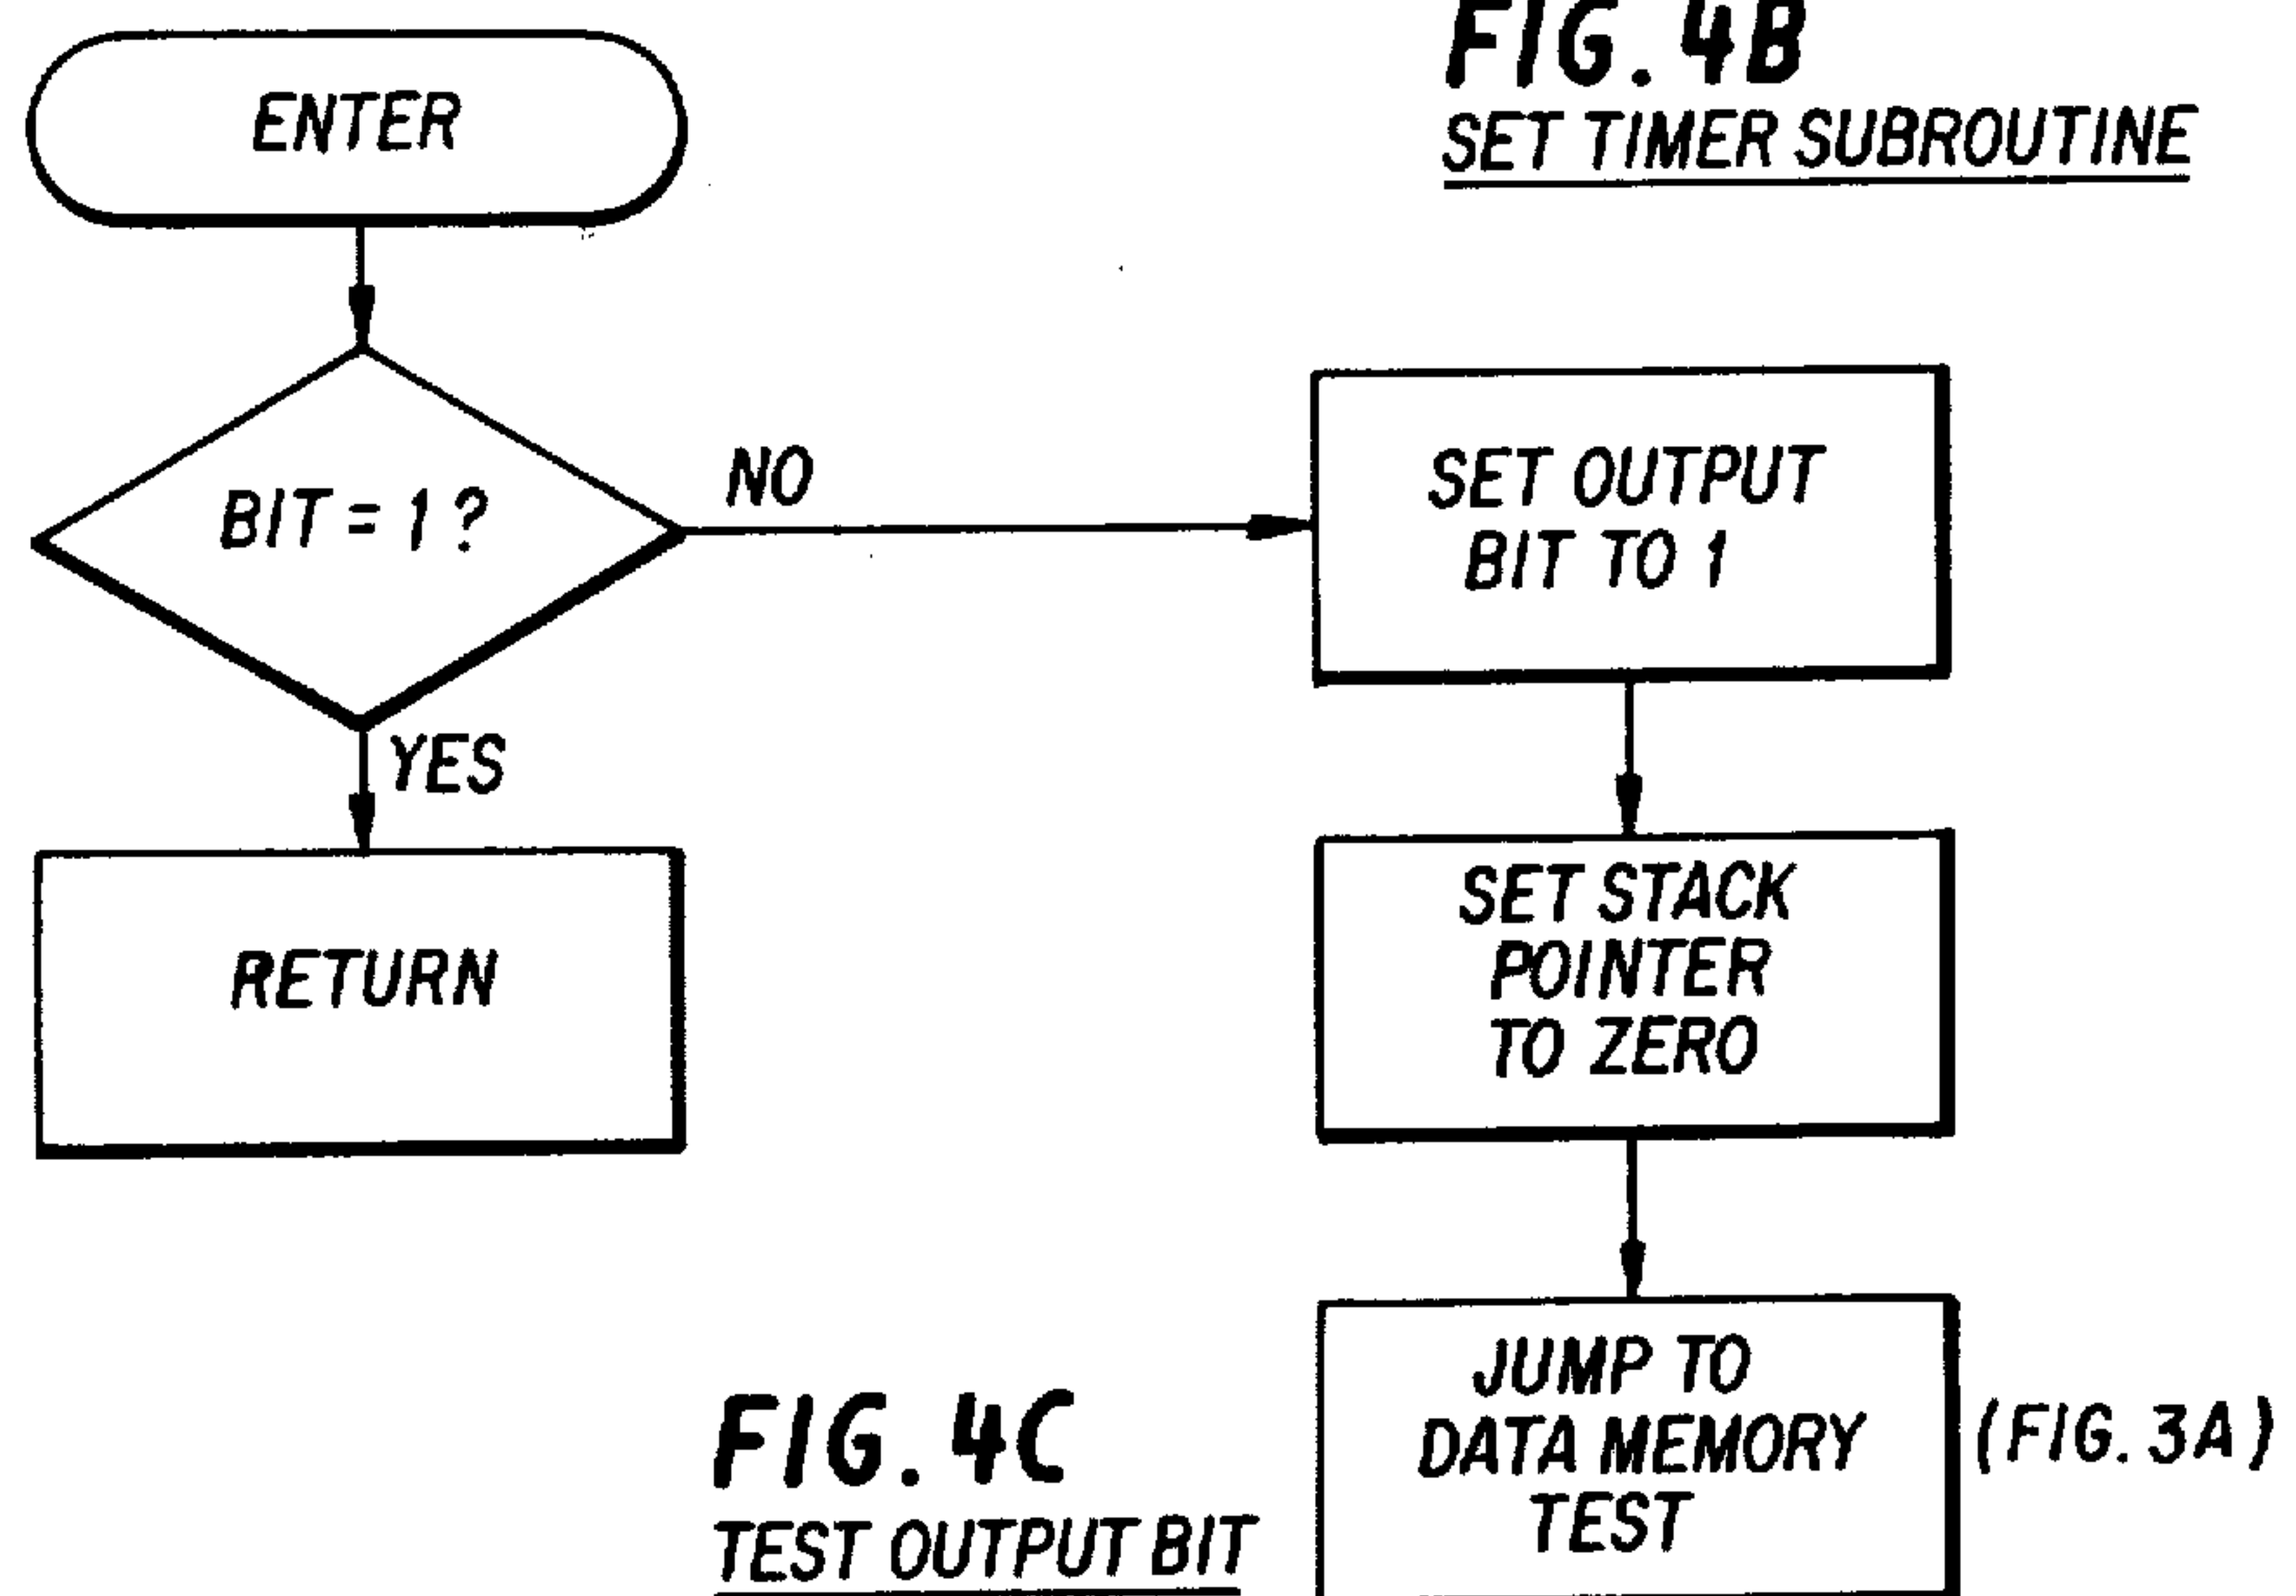 FIG. 4B
SET TIMER SUBROUTINE
ENTER
BIT = 1 ?
NO
YES
RETURN
SET OUTPUT
BIT TO 1
SET STACK
POINTER
TO ZERO
JUMP TO
DATA MEMORY
TEST
(FIG. 3A)
FIG. 4C
TEST OUTPUT BIT